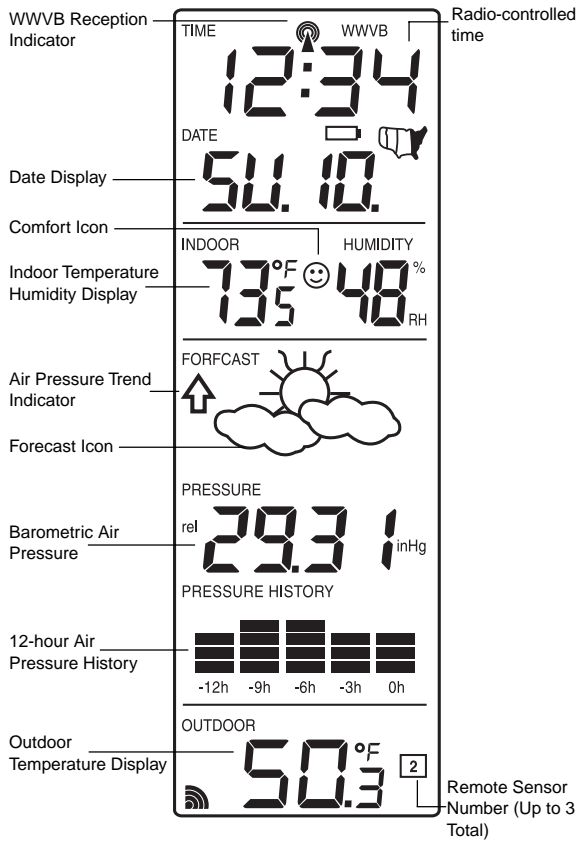 WWVB Reception
Indicator
TIME
WWVB
Radio-controlled
time
12:34
DATE
Date Display
SU. 10.
Comfort Icon
INDOOR
HUMIDITY
Indoor Temperature
Humidity Display
73.5 °F
48 % RH
FORFCAST
Air Pressure Trend
Indicator
Forecast Icon
PRESSURE
Barometric Air
Pressure
rel 29.31 inHg
PRESSURE HISTORY
12-hour Air
Pressure History
-12h -9h -6h -3h 0h
OUTDOOR
Outdoor
Temperature Display
50.3 °F
2
Remote Sensor
Number (Up to 3
Total)